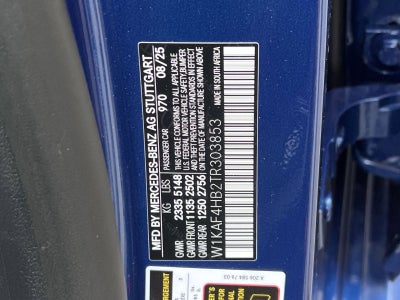 MFD BY MERCEDES-BENZ AG STUTTGART
PASSENGER CAR 970 08/25
KG LBS
GVWR 2335 5148
GAWR FRONT 1135 2502
GAWR REAR 1250 2756
THIS VEHICLE CONFORMS TO ALL APPLICABLE
U.S. FEDERAL MOTOR VEHICLE SAFETY, BUMPER
AND THEFT PREVENTION STANDARDS IN EFFECT ON
THE DATE OF MANUFACTURE SHOWN ABOVE.
W1KAF4HB2TR303853
MADE IN SOUTH AFRICA